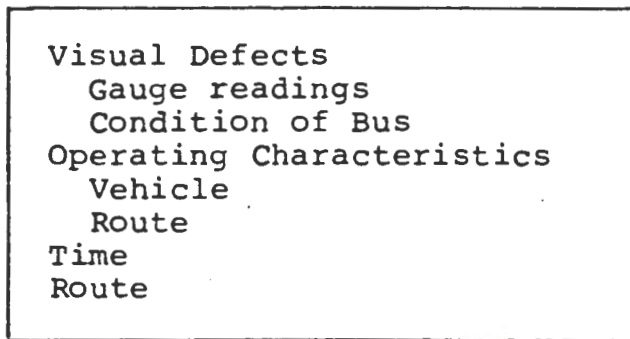 Visual Defects
Gauge readings
Condition of Bus
Operating Characteristics
Vehicle
Route
Time
Route